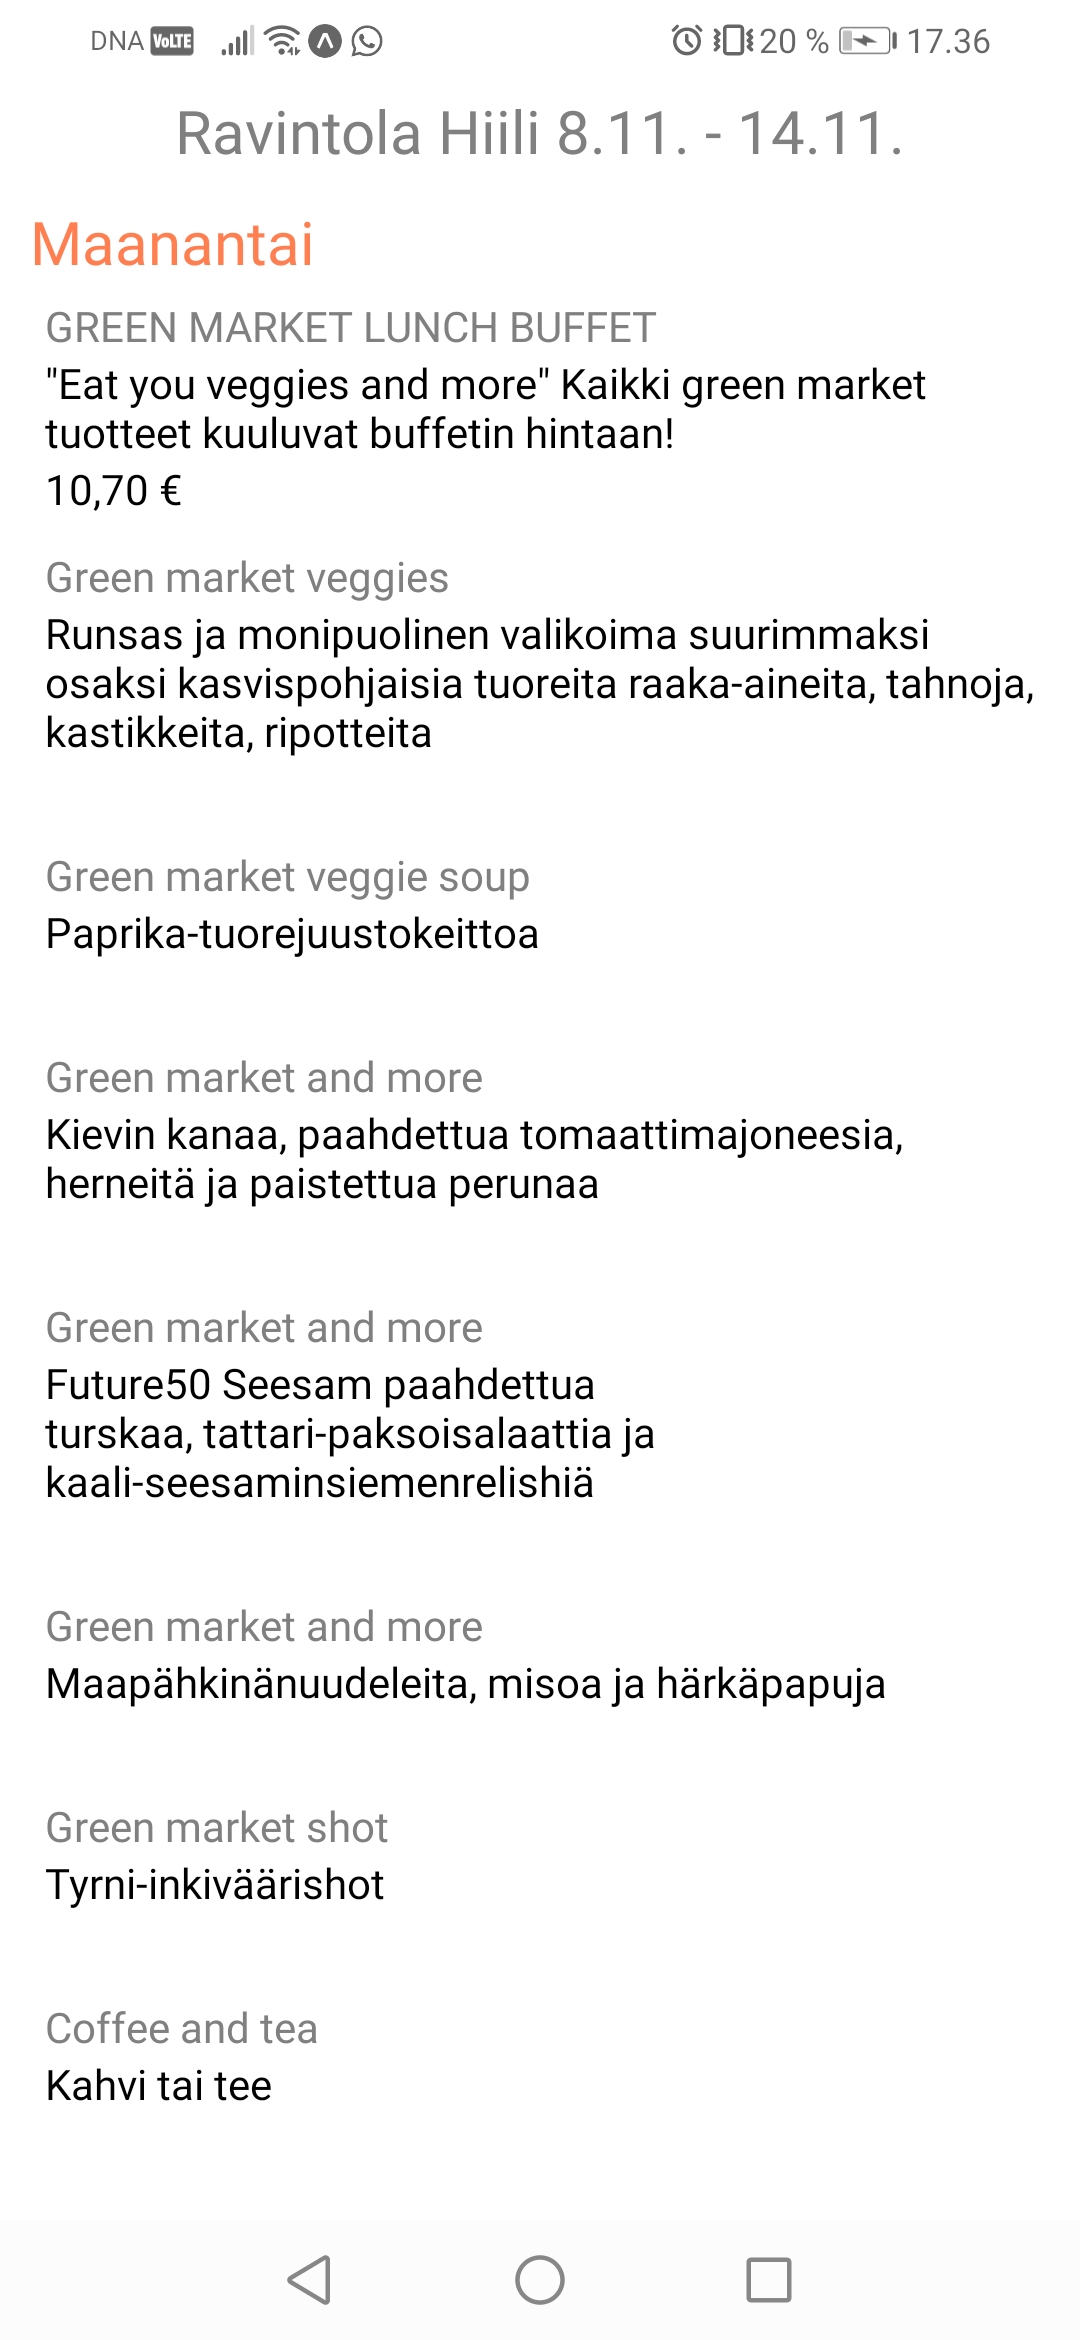 DNA VoLTE 20 % 17.36
Ravintola Hiili 8.11. - 14.11.
Maanantai
GREEN MARKET LUNCH BUFFET
"Eat you veggies and more" Kaikki green market
tuotteet kuuluvat buffetin hintaan!
10,70 €
Green market veggies
Runsas ja monipuolinen valikoima suurimmaksi
osaksi kasvispohjaisia tuoreita raaka-aineita, tahnoja,
kastikkeita, ripotteita
Green market veggie soup
Paprika-tuorejuustokeittoa
Green market and more
Kievin kanaa, paahdettua tomaattimajoneesia,
herneitä ja paistettua perunaa
Green market and more
Future50 Seesam paahdettua
turskaa, tattari-paksoisalaattia ja
kaali-seesaminsiemenrelishiä
Green market and more
Maapähkinänuudeleita, misoa ja härkäpapuja
Green market shot
Tyrni-inkiväärishot
Coffee and tea
Kahvi tai tee